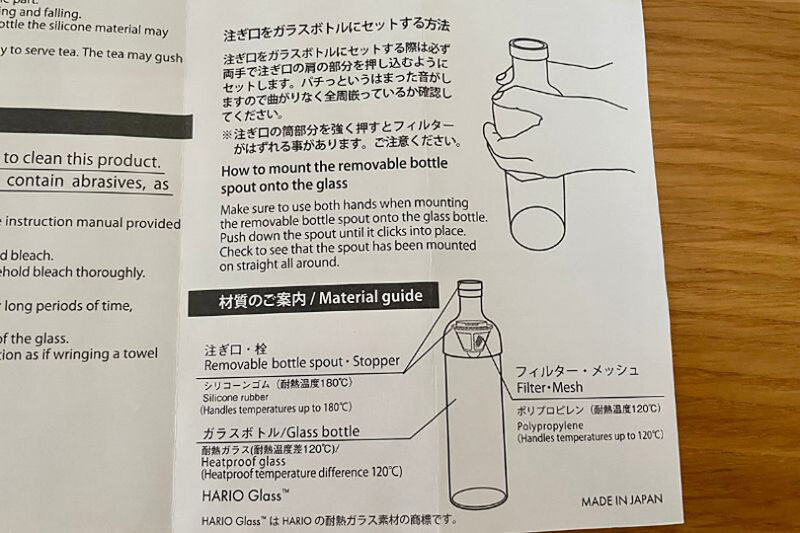 part.
ing and falling.
ottle the silicone material may
y to serve tea. The tea may gush
to clean this product.
contain abrasives, as
e instruction manual provided
d bleach.
ehold bleach thoroughly.
r long periods of time,
of the glass.
tion as if wringing a towel
注ぎ口をガラスボトルにセットする方法
注ぎ口をガラスボトルにセットする際は必ず
両手で注ぎ口の肩の部分を押し込むように
セットします。パチっというはまった音がし
ますので曲がりなく全周嵌っているか確認し
てください。
※注ぎ口の筒部分を強く押すとフィルター
がはずれる事があります。ご注意ください。
How to mount the removable bottle
spout onto the glass
Make sure to use both hands when mounting
the removable bottle spout onto the glass bottle.
Push down the spout until it clicks into place.
Check to see that the spout has been mounted
on straight all around.
材質のご案内 / Material guide
注ぎ口・栓
Removable bottle spout・Stopper
シリコーンゴム（耐熱温度180℃）
Silicone rubber
(Handles temperatures up to 180℃)
ガラスボトル/Glass bottle
耐熱ガラス(耐熱温度差120℃)/
Heatproof glass
(Heatproof temperature difference 120℃)
HARIO Glass™
HARIO Glass™ は HARIO の耐熱ガラス素材の商標です。
フィルター・メッシュ
Filter・Mesh
ポリプロピレン（耐熱温度120℃）
Polypropylene
(Handles temperatures up to 120℃)
MADE IN JAPAN